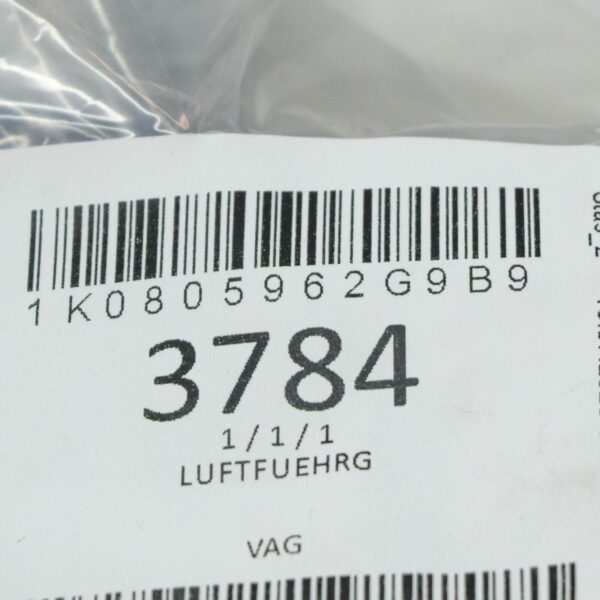 1K0805962G9B9
3784
1/1/1
LUFTFUEHRG
VAG